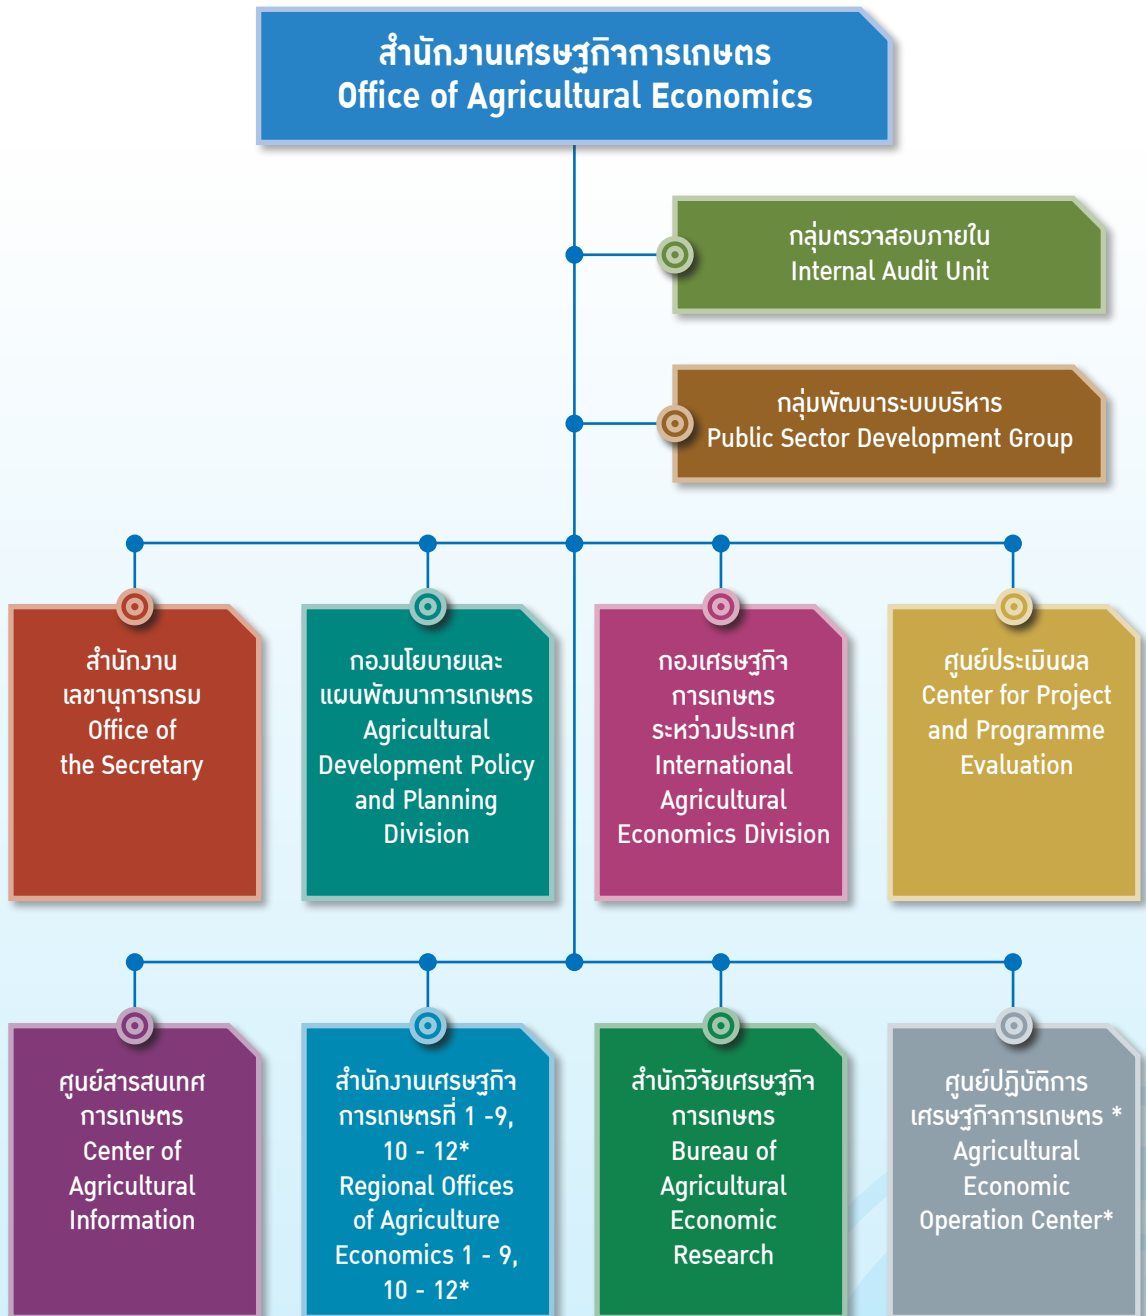 สำนักงานเศรษฐกิจการเกษตร
Office of Agricultural Economics
กลุ่มตรวจสอบภายใน
Internal Audit Unit
กลุ่มพัฒนาระบบบริหาร
Public Sector Development Group
สำนักงาน
เลขานุการกรม
Office of
the Secretary
กองนโยบายและ
แผนพัฒนาการเกษตร
Agricultural
Development Policy
and Planning
Division
กองเศรษฐกิจ
การเกษตร
ระหว่างประเทศ
International
Agricultural
Economics Division
ศูนย์ประเมินผล
Center for Project
and Programme
Evaluation
ศูนย์สารสนเทศ
การเกษตร
Center of
Agricultural
Information
สำนักงานเศรษฐกิจ
การเกษตรที่ 1 -9,
10 - 12*
Regional Offices
of Agriculture
Economics 1 - 9,
10 - 12*
สำนักวิจัยเศรษฐกิจ
การเกษตร
Bureau of
Agricultural
Economic
Research
ศูนย์ปฏิบัติการ
เศรษฐกิจการเกษตร *
Agricultural
Economic
Operation Center*